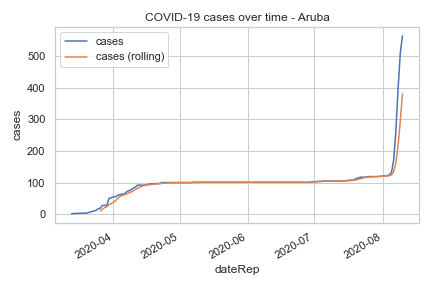 COVID-19 cases over time - Aruba
cases
cases (rolling)
500
400
300
200
100
0
cases
2020-04
2020-05
2020-06
2020-07
2020-08
dateRep